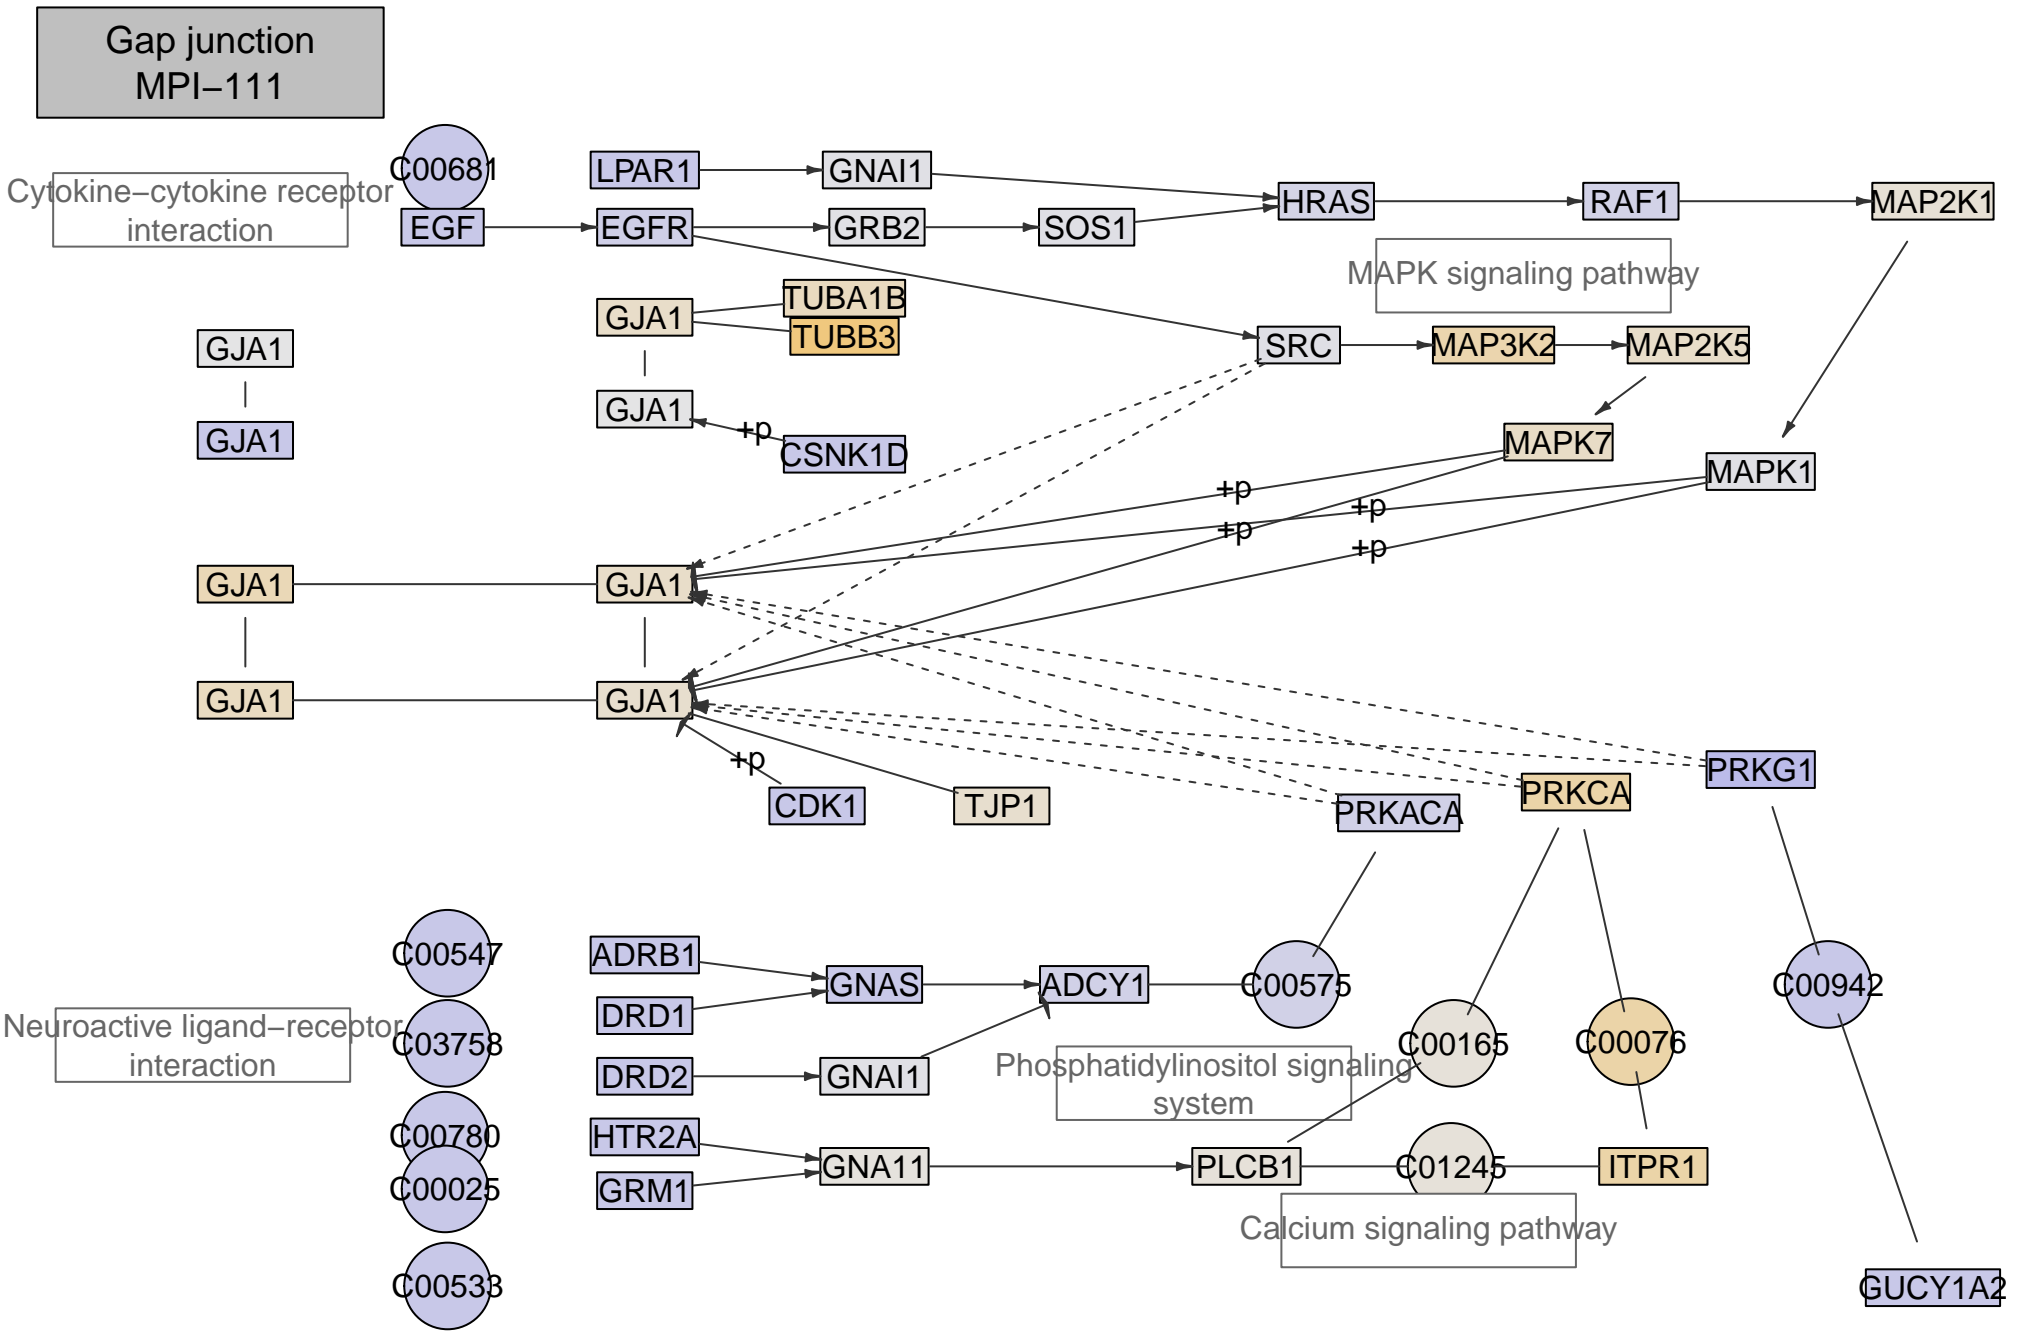 Gap junction
MPI−111
C00681
Cytokine−cytokine receptor
interaction
EGF
LPAR1
GNAI1
HRAS
RAF1
MAP2K1
EGFR
GRB2
SOS1
MAPK signaling pathway
GJA1
TUBA1B
TUBB3
SRC
MAP3K2
MAP2K5
GJA1
GJA1
+p
CSNK1D
GJA1
MAPK7
MAPK1
+p
+p
+p
+p
GJA1
GJA1
GJA1
GJA1
+p
CDK1
TJP1
PRKACA
PRKCA
PRKG1
C00547
ADRB1
GNAS
ADCY1
C00575
C00942
DRD1
Neuroactive ligand−receptor
interaction
C03758
C00165
C00076
DRD2
GNAI1
Phosphatidylinositol signaling
system
C00780
HTR2A
GNA11
PLCB1
C01245
ITPR1
C00025
GRM1
Calcium signaling pathway
C00533
GUCY1A2